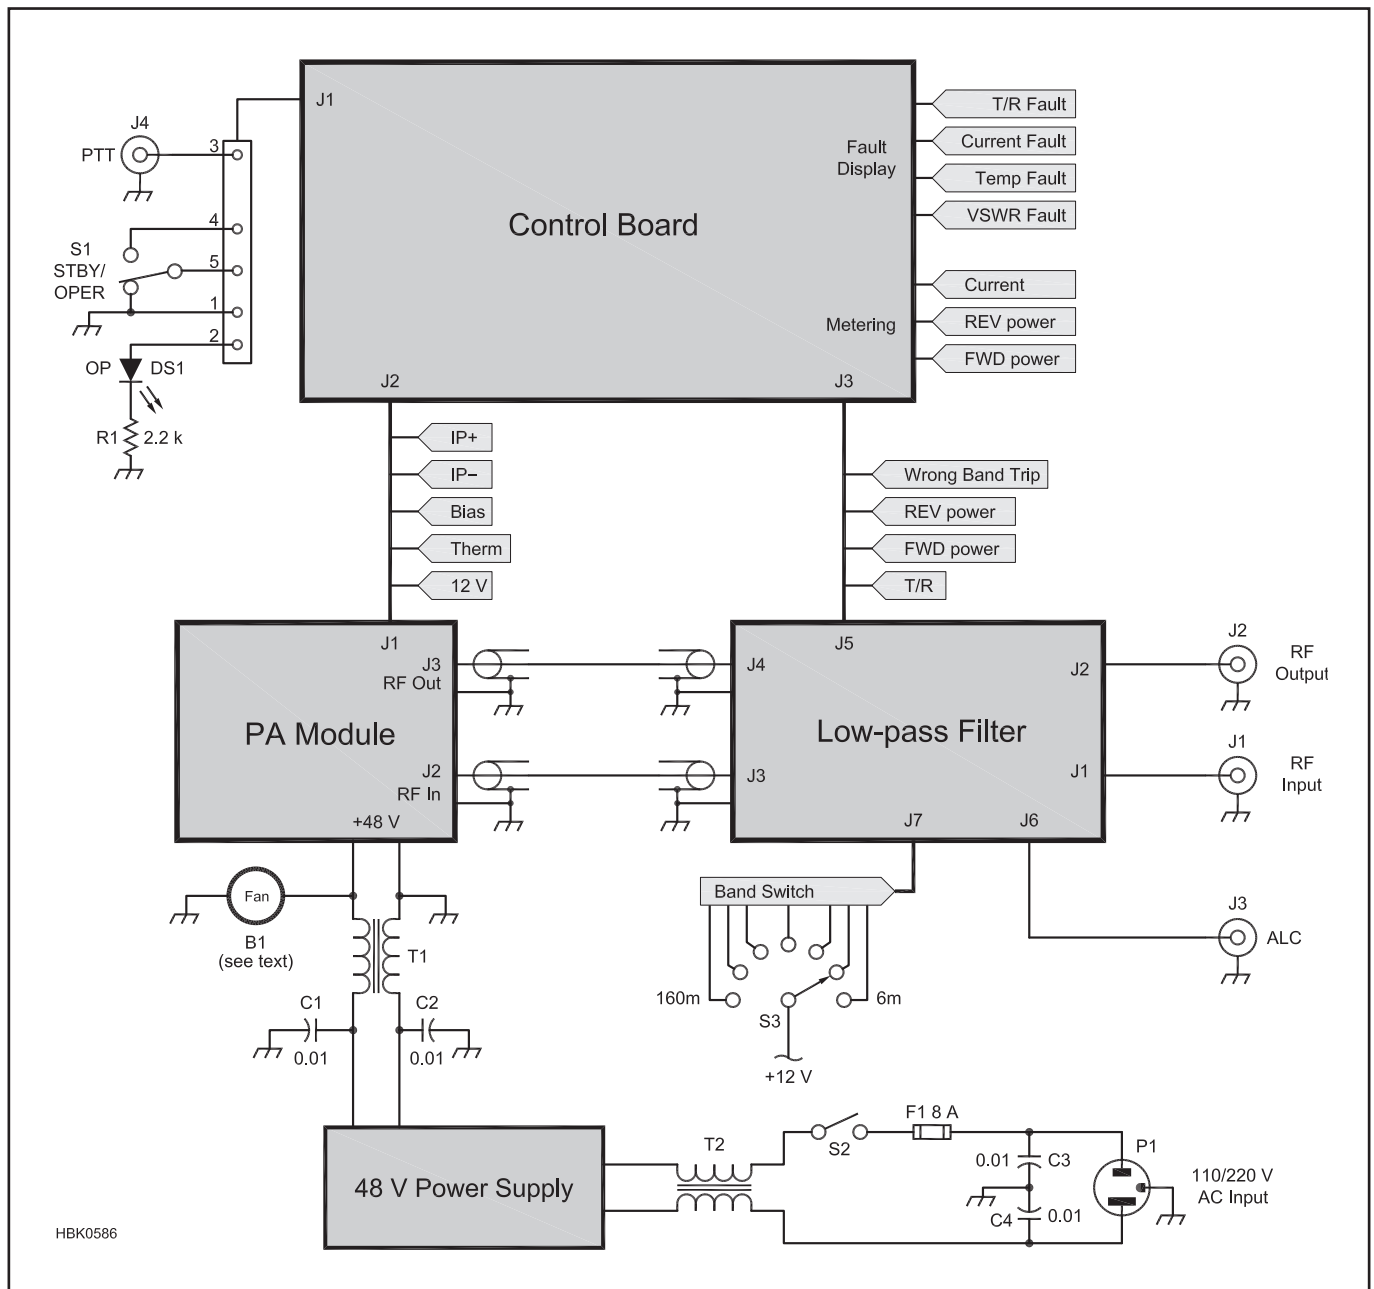 J1
J4
PTT
3
4
S1
STBY/
OPER
5
1
2
OP
DS1
R1
2.2 k
Control Board
Fault
Display
Metering
T/R Fault
Current Fault
Temp Fault
VSWR Fault
Current
REV power
FWD power
J2
J3
IP+
IP–
Bias
Therm
12 V
Wrong Band Trip
REV power
FWD power
T/R
J1
J3
RF Out
PA Module
J2
RF In
+48 V
J5
J4
J2
Low-pass Filter
J3
J1
J7
J6
J2
RF
Output
J1
RF
Input
J3
ALC
Fan
B1
(see text)
T1
C1
0.01
C2
0.01
Band Switch
160m
6m
S3
+12 V
48 V Power Supply
T2
S2
F1 8 A
0.01
C3
C4
0.01
P1
110/220 V
AC Input
HBK0586